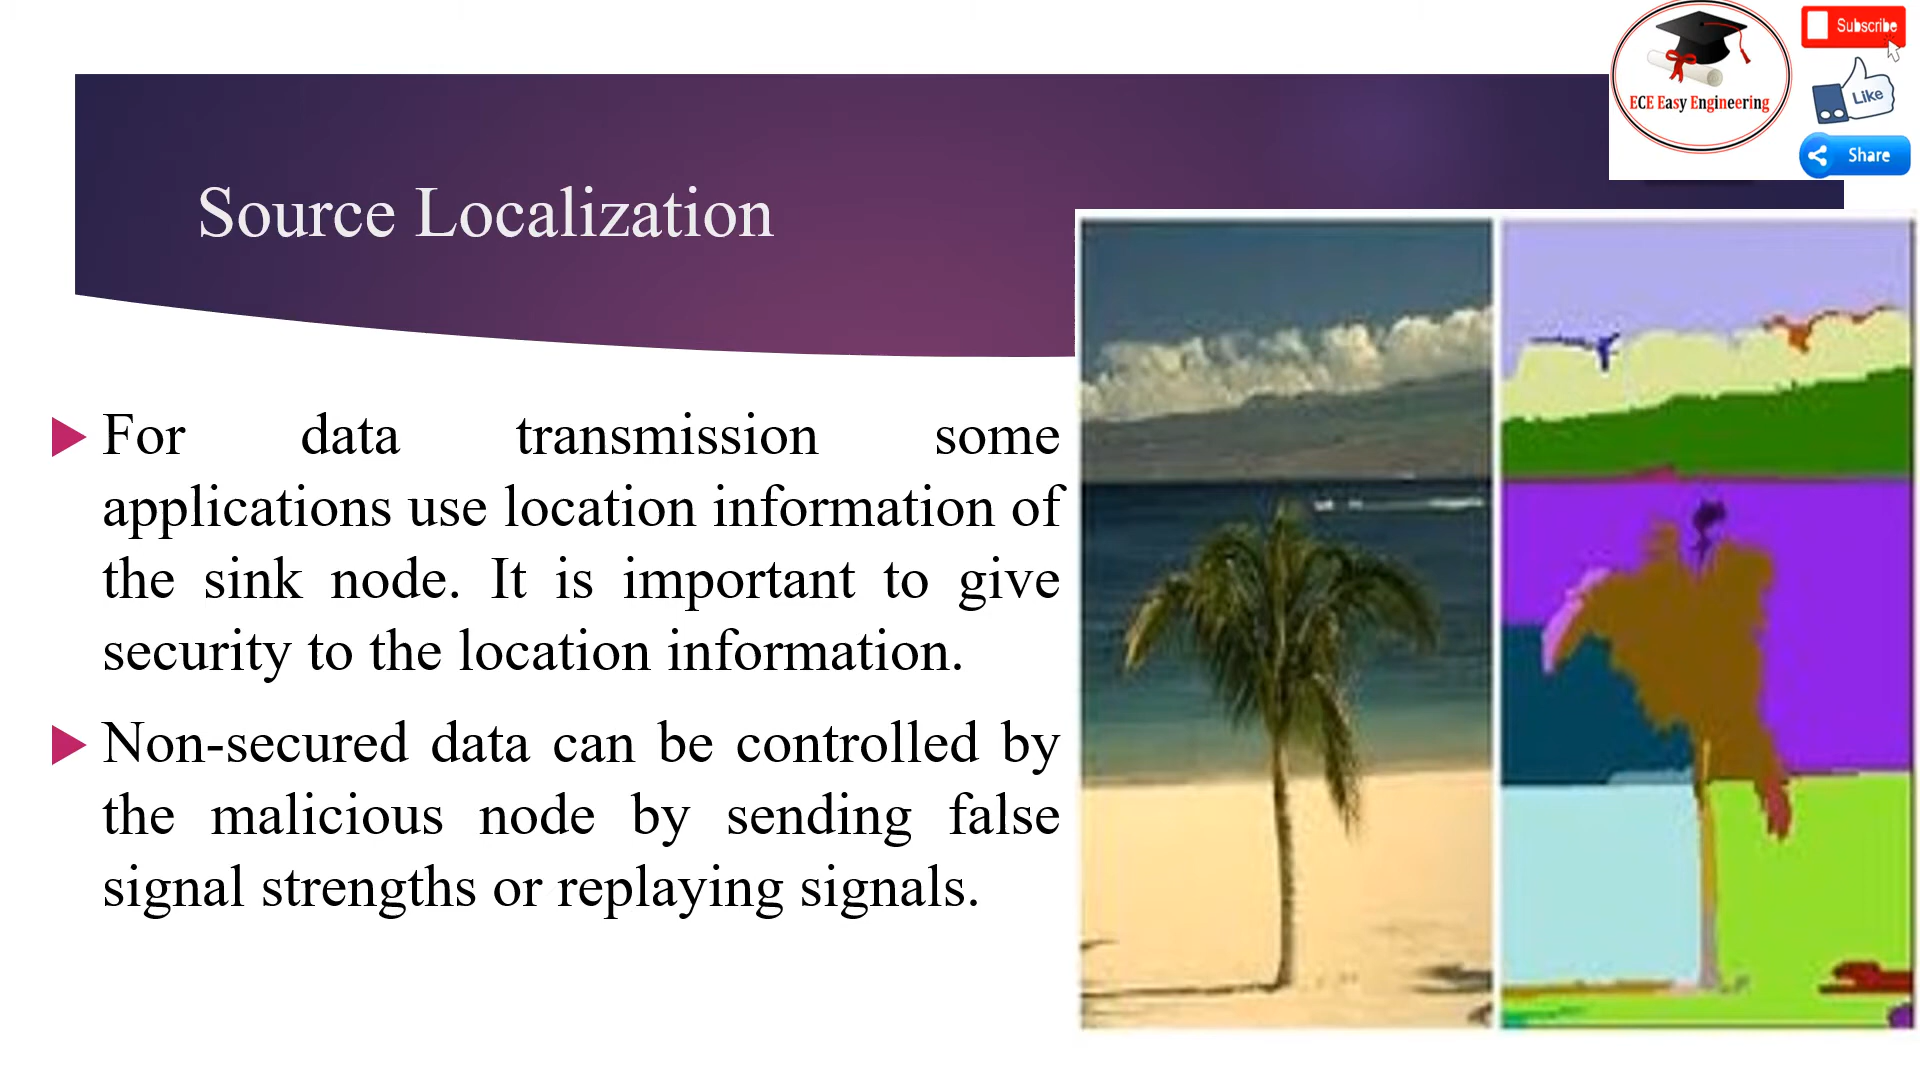 Subscribe
Like
ECE Easy Engineering
Share
Source Localization
For data transmission some
applications use location information of
the sink node. It is important to give
security to the location information.
Non-secured data can be controlled by
the malicious node by sending false
signal strengths or replaying signals.